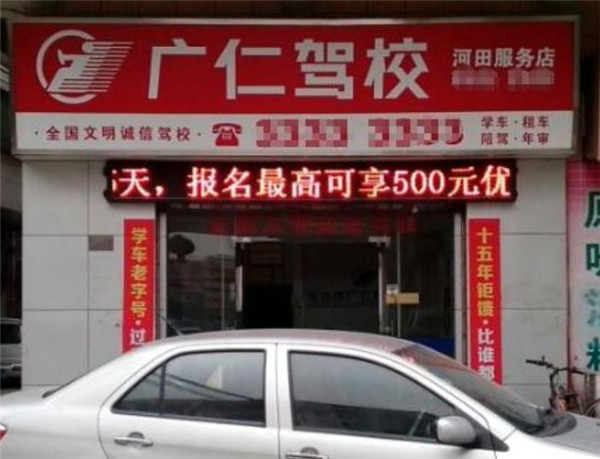 广仁驾校
河田服务店
·全国文明诚信驾校·
学车·租车
陪驾·年审
天，报名最高可享500元优
学车老字号·过
十五年钜馈·比谁都